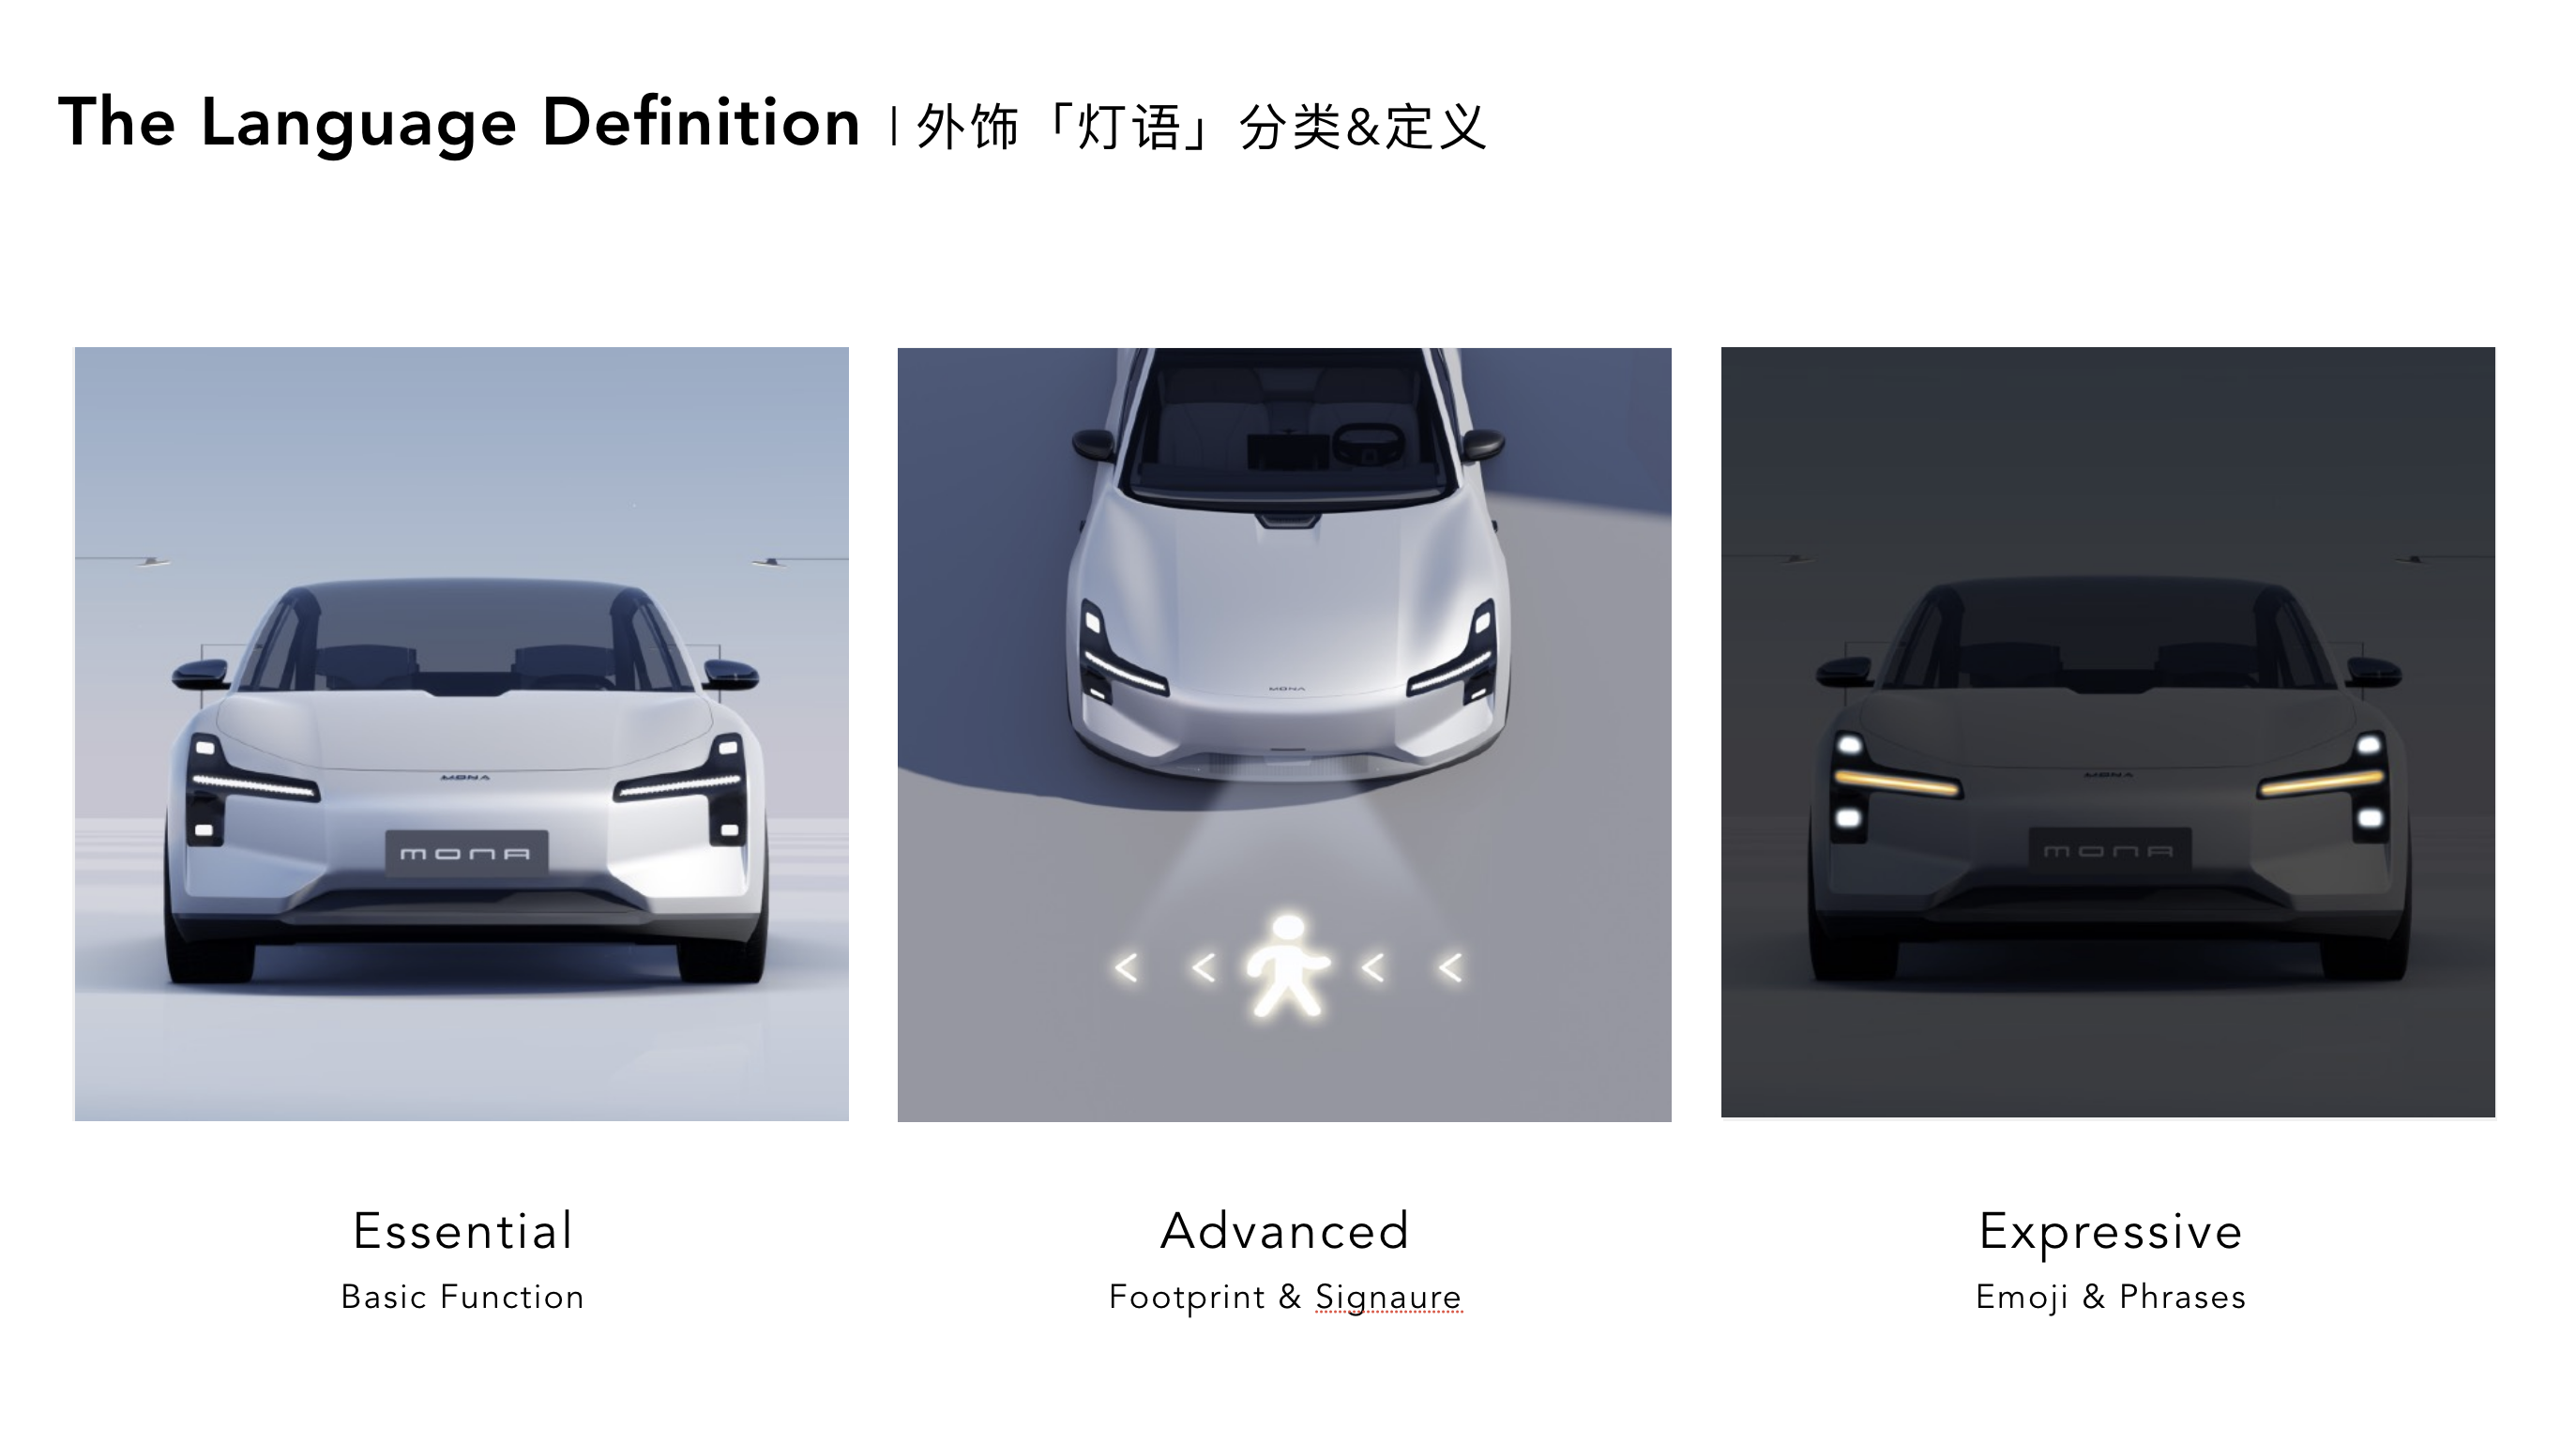 The Language Definition | 外饰「灯语」分类&定义
MONA
mona
MONA
MONA
mona
Essential
Advanced
Expressive
Basic Function
Footprint & Signaure
Emoji & Phrases